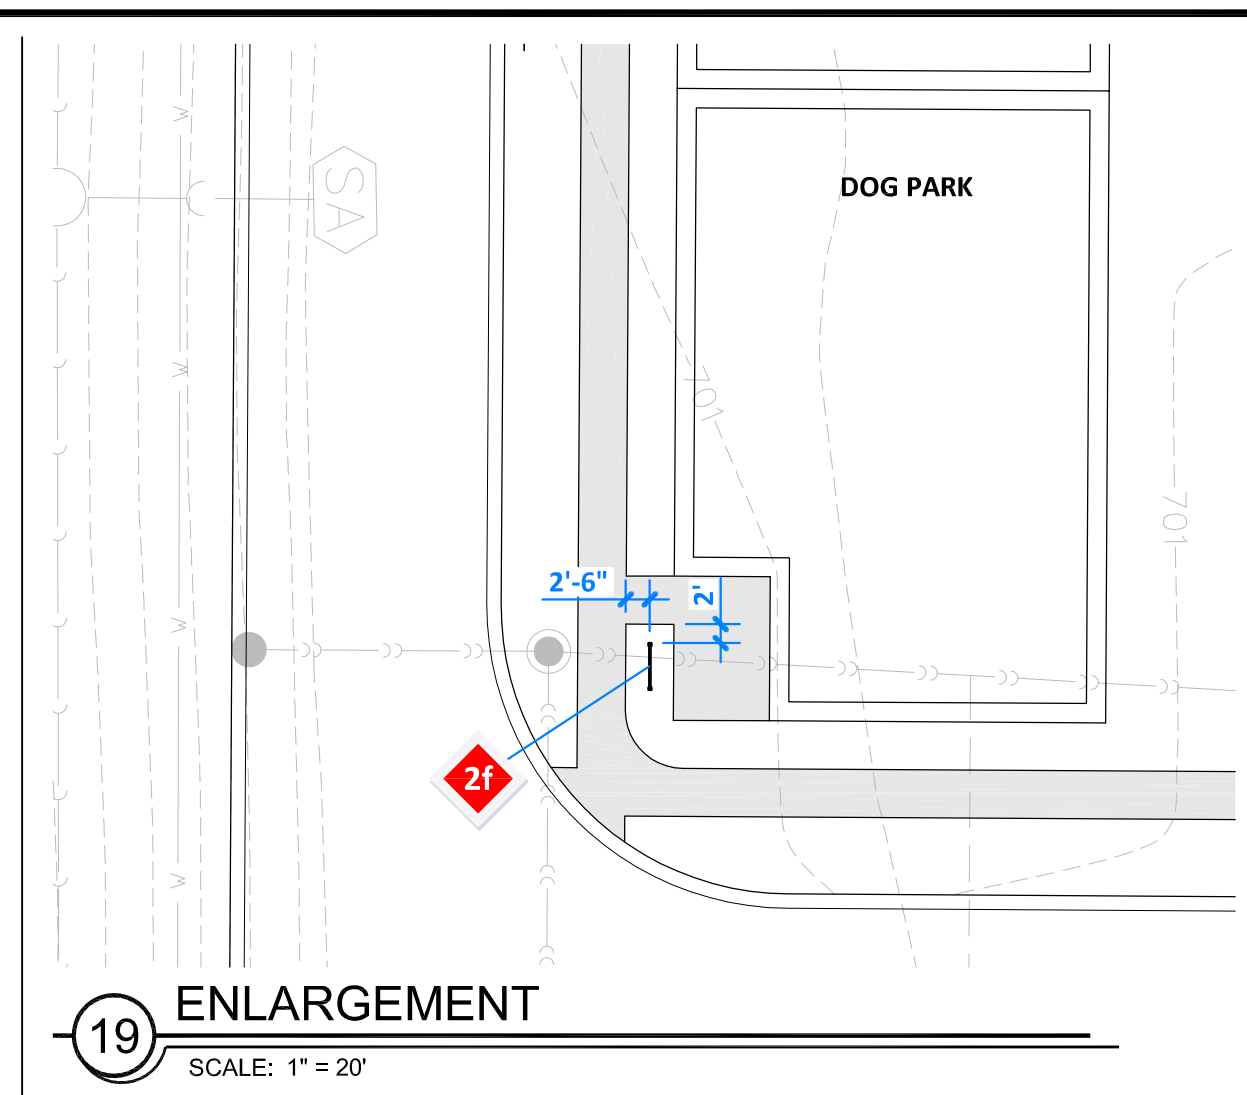 W
SA
DOG PARK
W
701
701
2'-6"
2'
W
2f
W
19
ENLARGEMENT
SCALE: 1" = 20'